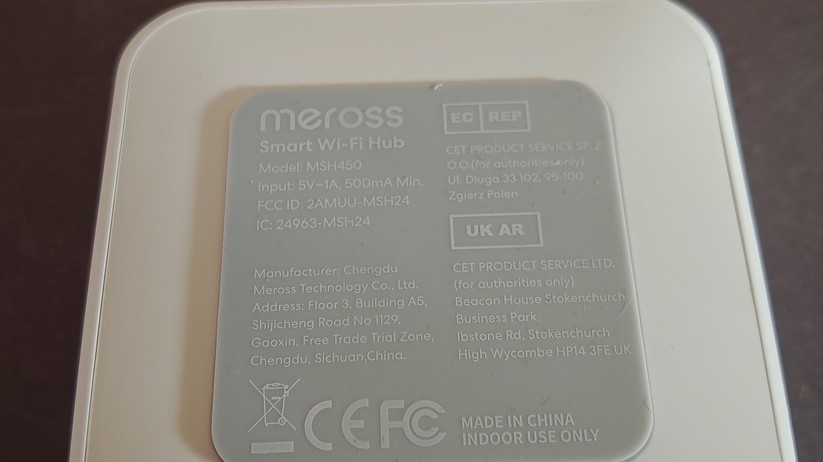 meross
Smart Wi-Fi Hub
Model: MSH450
Input: 5V⎓1A, 500mA Min.
FCC ID: 2AMUU-MSH24
IC: 24963-MSH24
Manufacturer: Chengdu
Meross Technology Co., Ltd.
Address: Floor 3, Building A5,
Shijicheng Road No 1129,
Gaoxin, Free Trade Trial Zone,
Chengdu, Sichuan,China.
EC REP
CET PRODUCT SERVICE SP. Z
O.O.(for authorities only)
Ul. Dluga 33 102, 95-100
Zgierz Polen
UK AR
CET PRODUCT SERVICE LTD.
(for authorities only)
Beacon House Stokenchurch
Business Park,
Ibstone Rd, Stokenchurch
High Wycombe HP14 3FE UK
CE FC
MADE IN CHINA
INDOOR USE ONLY